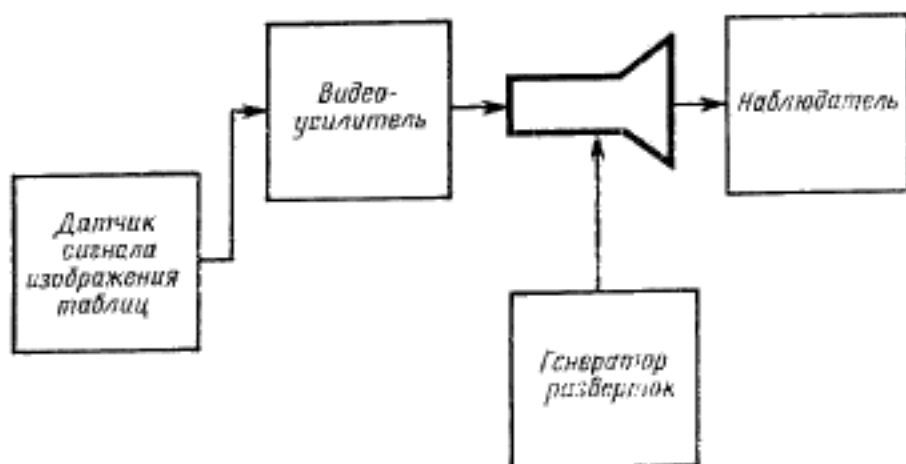 Видео-
усилитель
Наблюдатель
Датчик
сигнала
изображения
таблиц
Генератор
разверток